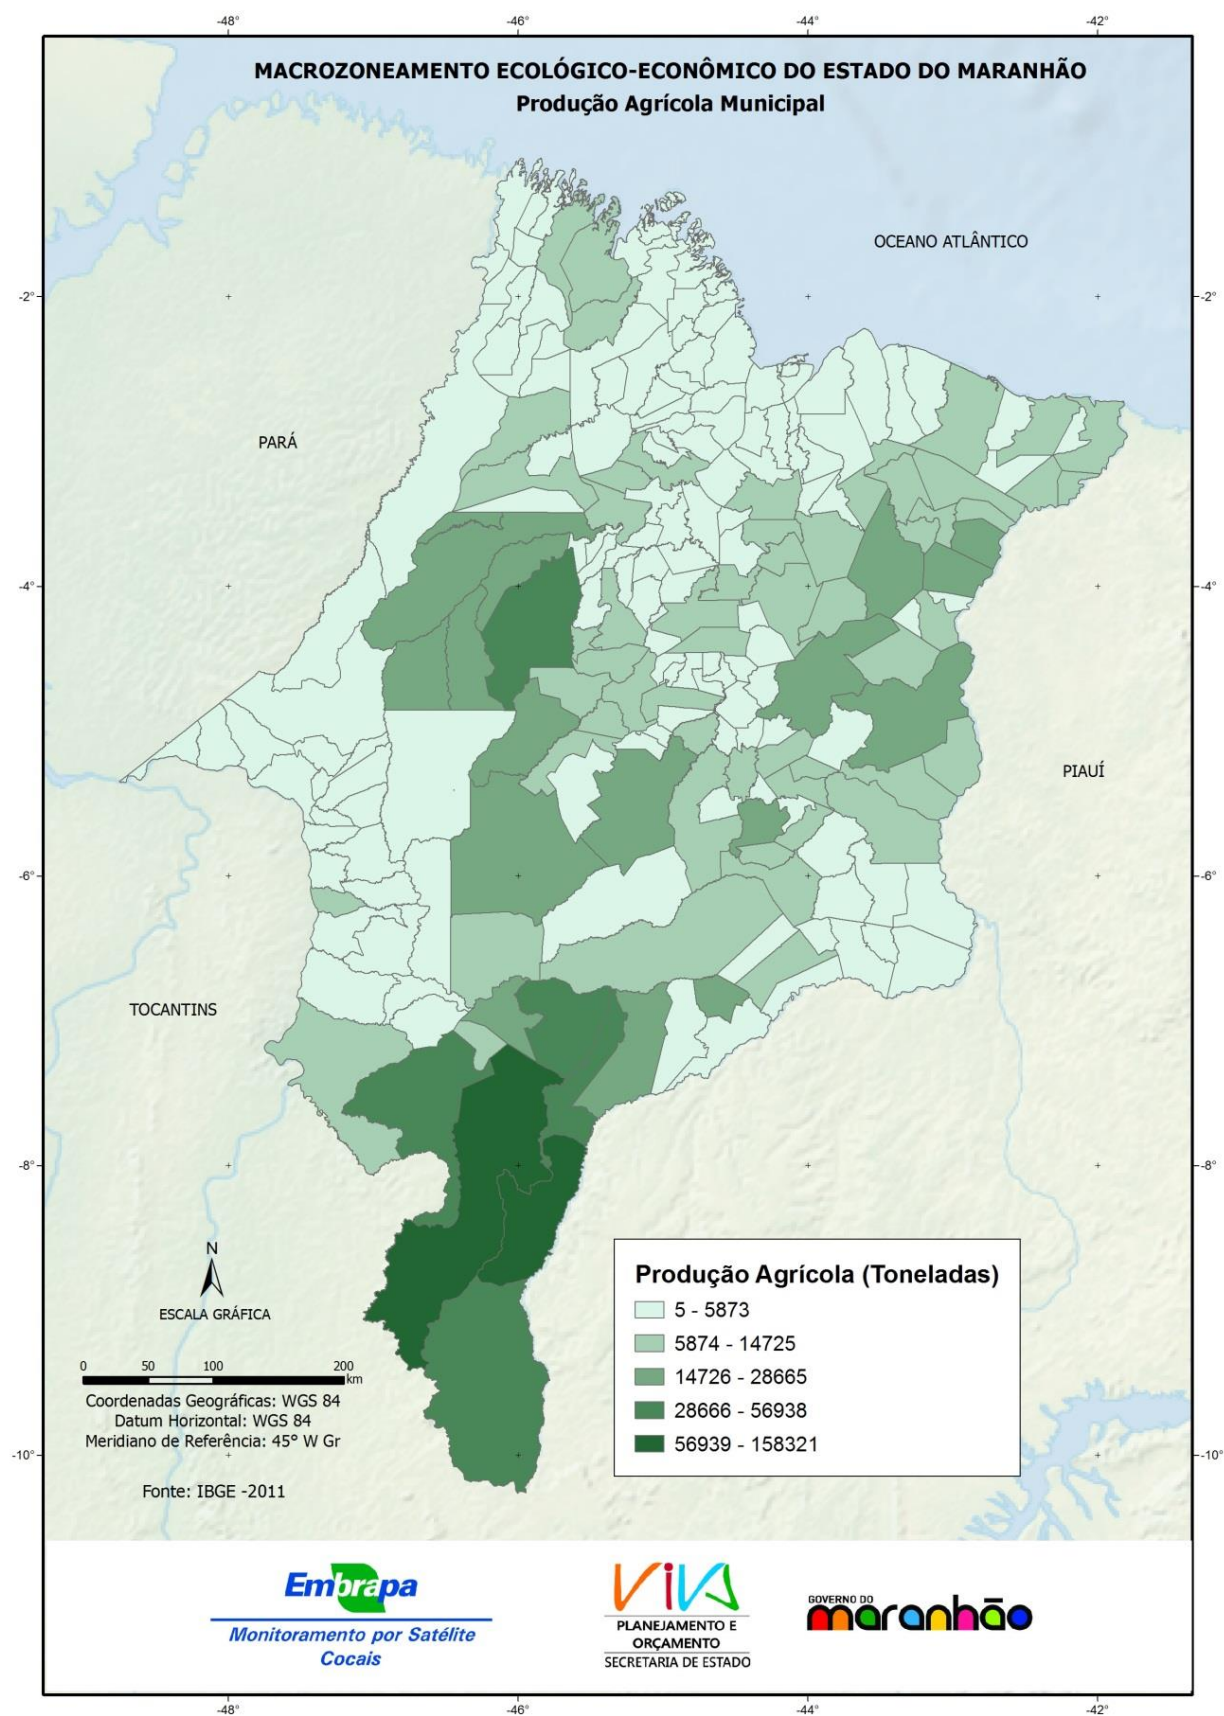 -48°
-46°
-44°
-42°
MACROZONEAMENTO ECOLÓGICO-ECONÔMICO DO ESTADO DO MARANHÃO
Produção Agrícola Municipal
OCEANO ATLÂNTICO
-2°
-2°
PARÁ
-4°
-4°
PIAUÍ
-6°
-6°
TOCANTINS
-8°
-8°
N
ESCALA GRÁFICA
0 50 100 200
km
Coordenadas Geográficas: WGS 84
Datum Horizontal: WGS 84
Meridiano de Referência: 45° W Gr
Fonte: IBGE -2011
Produção Agrícola (Toneladas)
5 - 5873
5874 - 14725
14726 - 28665
28666 - 56938
56939 - 158321
-10°
-10°
Embrapa
Monitoramento por Satélite
Cocais
VIVA
PLANEJAMENTO E
ORÇAMENTO
SECRETARIA DE ESTADO
GOVERNO DO
maranhão
-48°
-46°
-44°
-42°